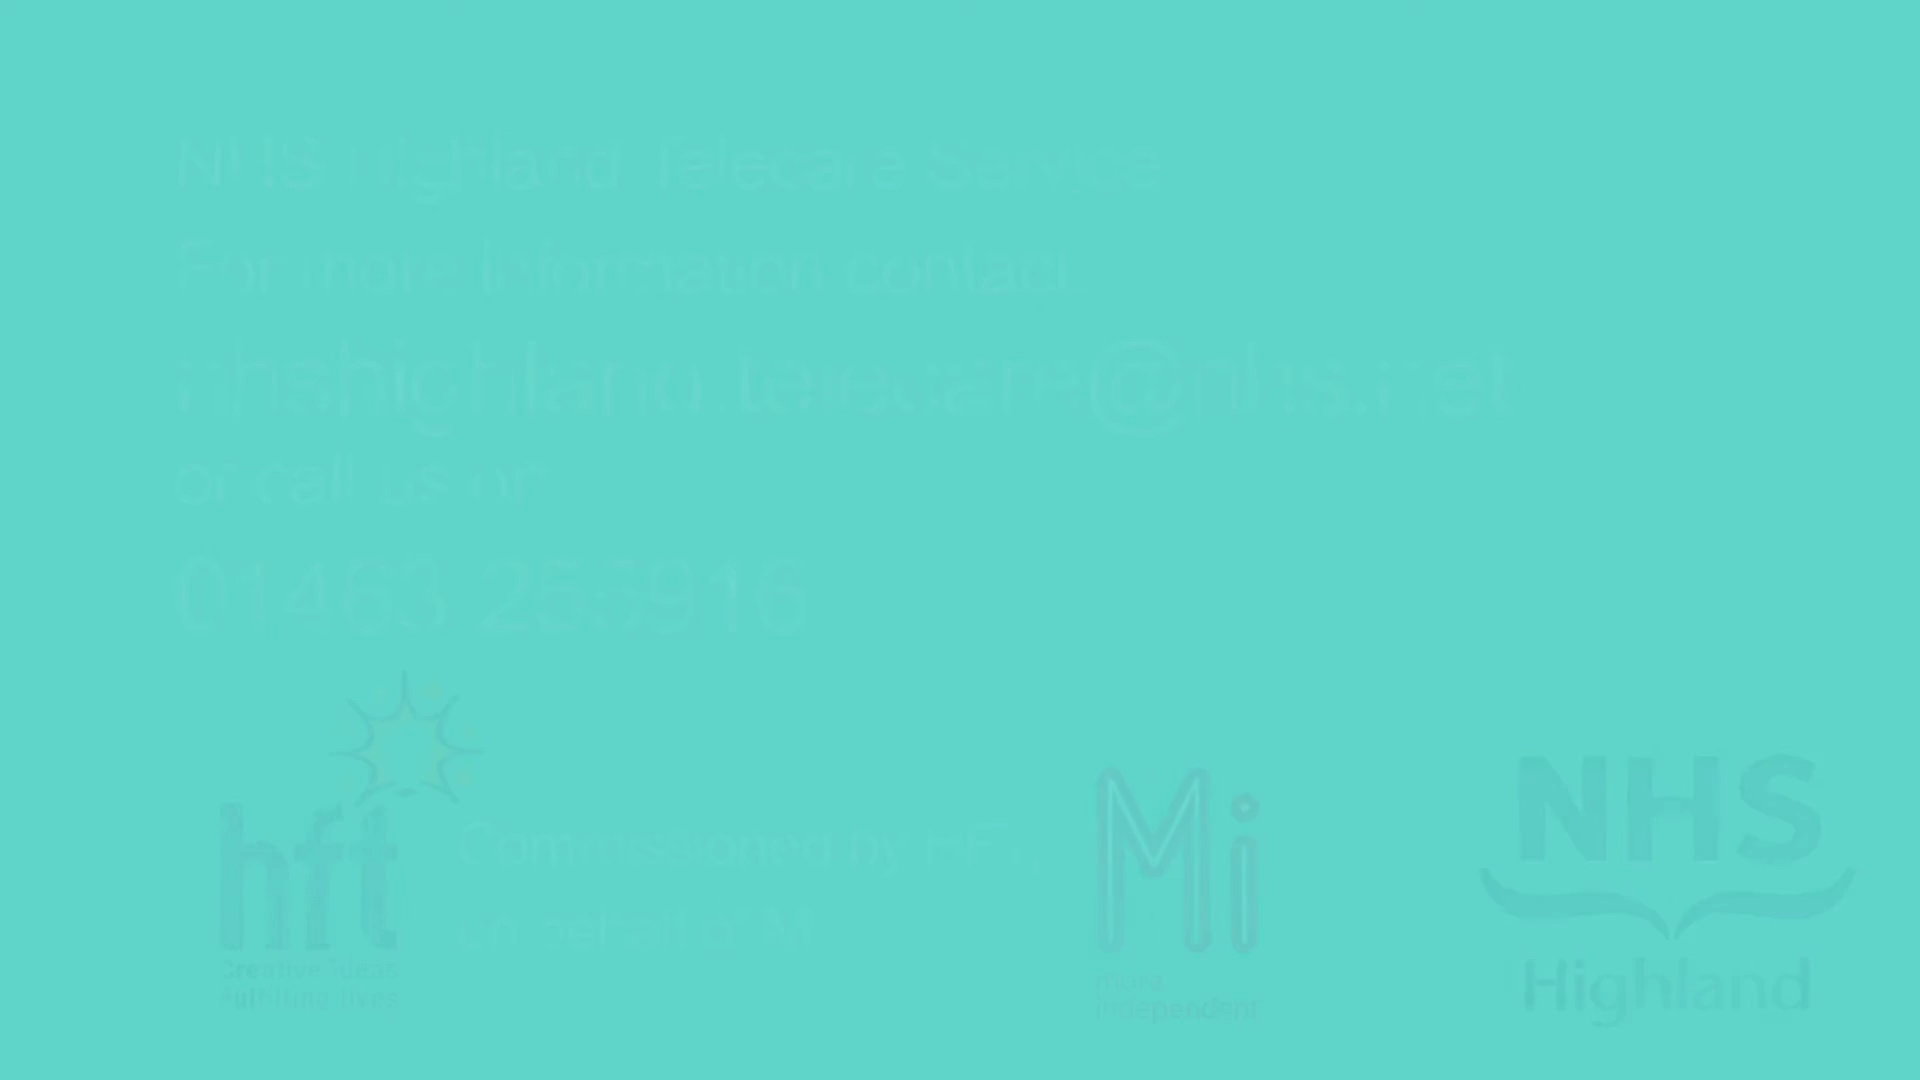 NHS Highland Telecare Service
For more information contact
nhshighland.telecare@nhs.net
or call us on
01463 255916
hft
Creative ideas
Fulfilling lives
Commissioned by HFT,
on behalf of Mi
Mi
more
independent
NHS
Highland